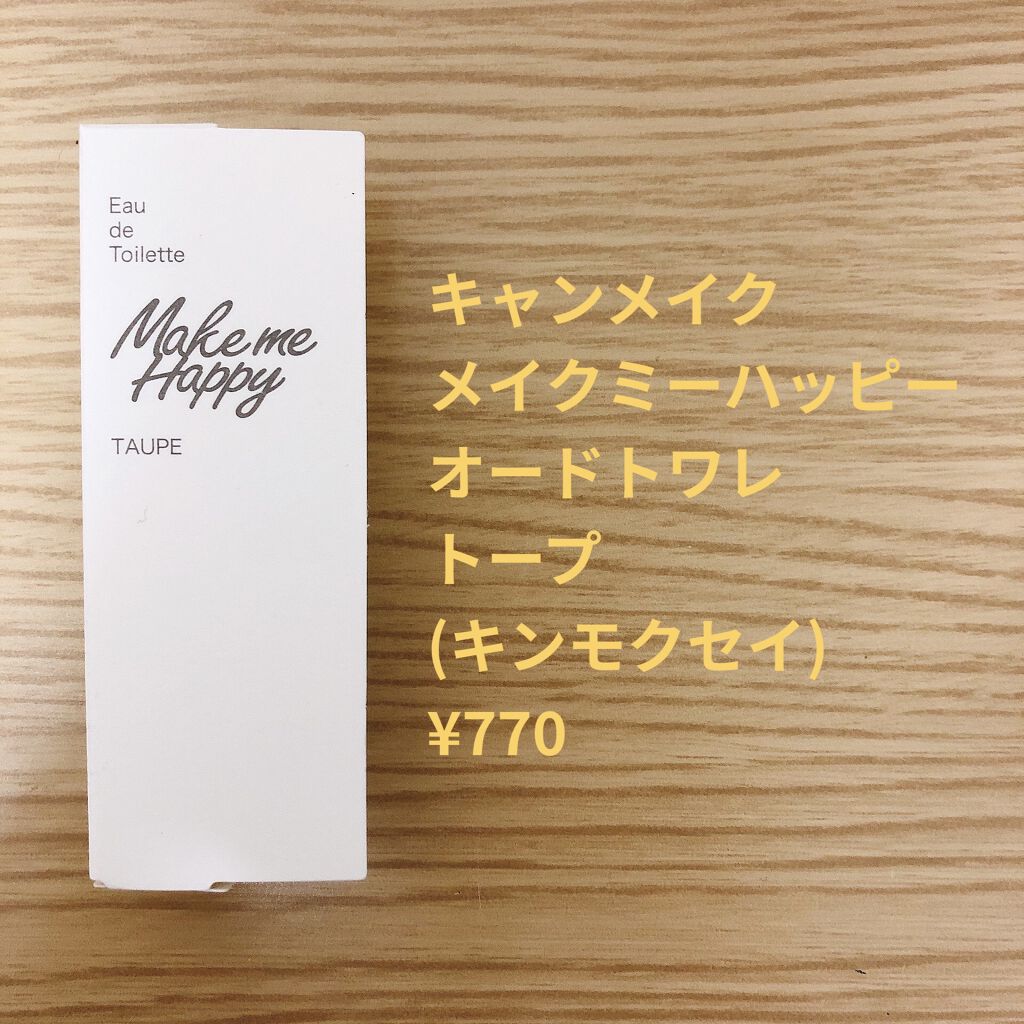 Eau
de
Toilette
Make me
Happy
TAUPE
キャンメイク
メイクミーハッピー
オードトワレ
トープ
(キンモクセイ)
¥770